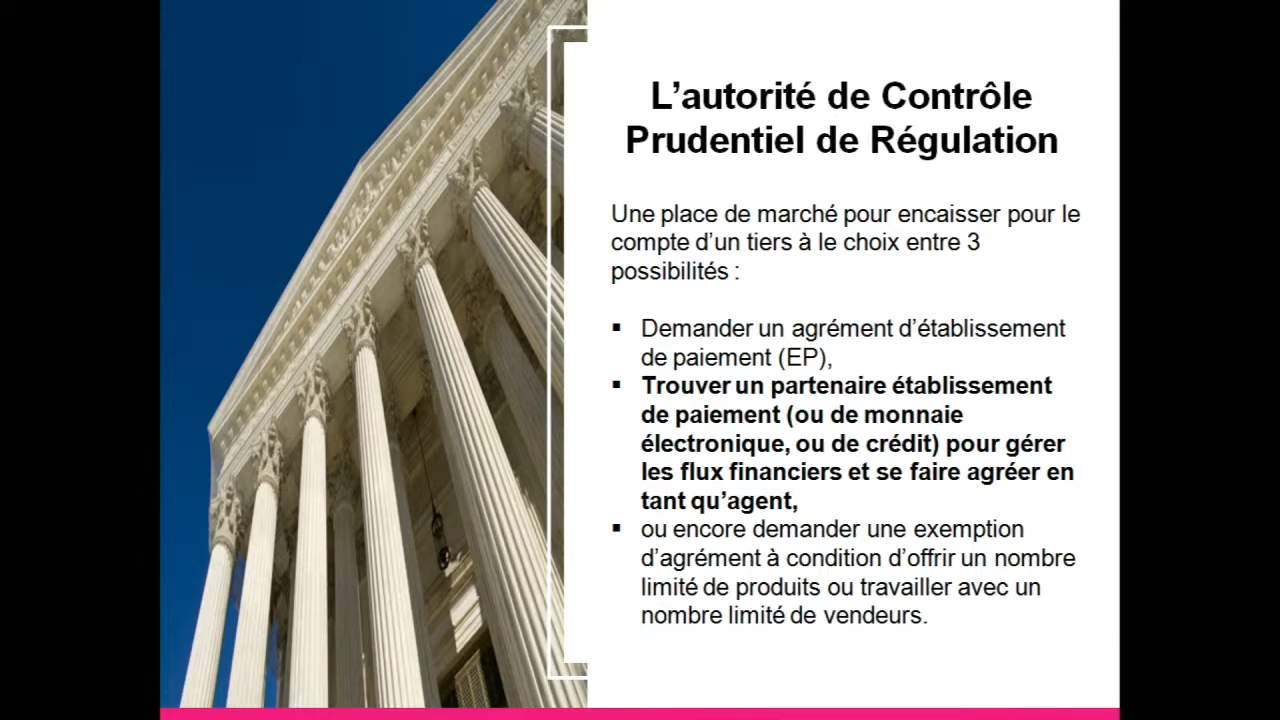 L’autorité de Contrôle
Prudentiel de Régulation
Une place de marché pour encaisser pour le
compte d’un tiers à le choix entre 3
possibilités :
▪ Demander un agrément d’établissement
de paiement (EP),
▪ Trouver un partenaire établissement
de paiement (ou de monnaie
électronique, ou de crédit) pour gérer
les flux financiers et se faire agréer en
tant qu’agent,
▪ ou encore demander une exemption
d’agrément à condition d’offrir un nombre
limité de produits ou travailler avec un
nombre limité de vendeurs.